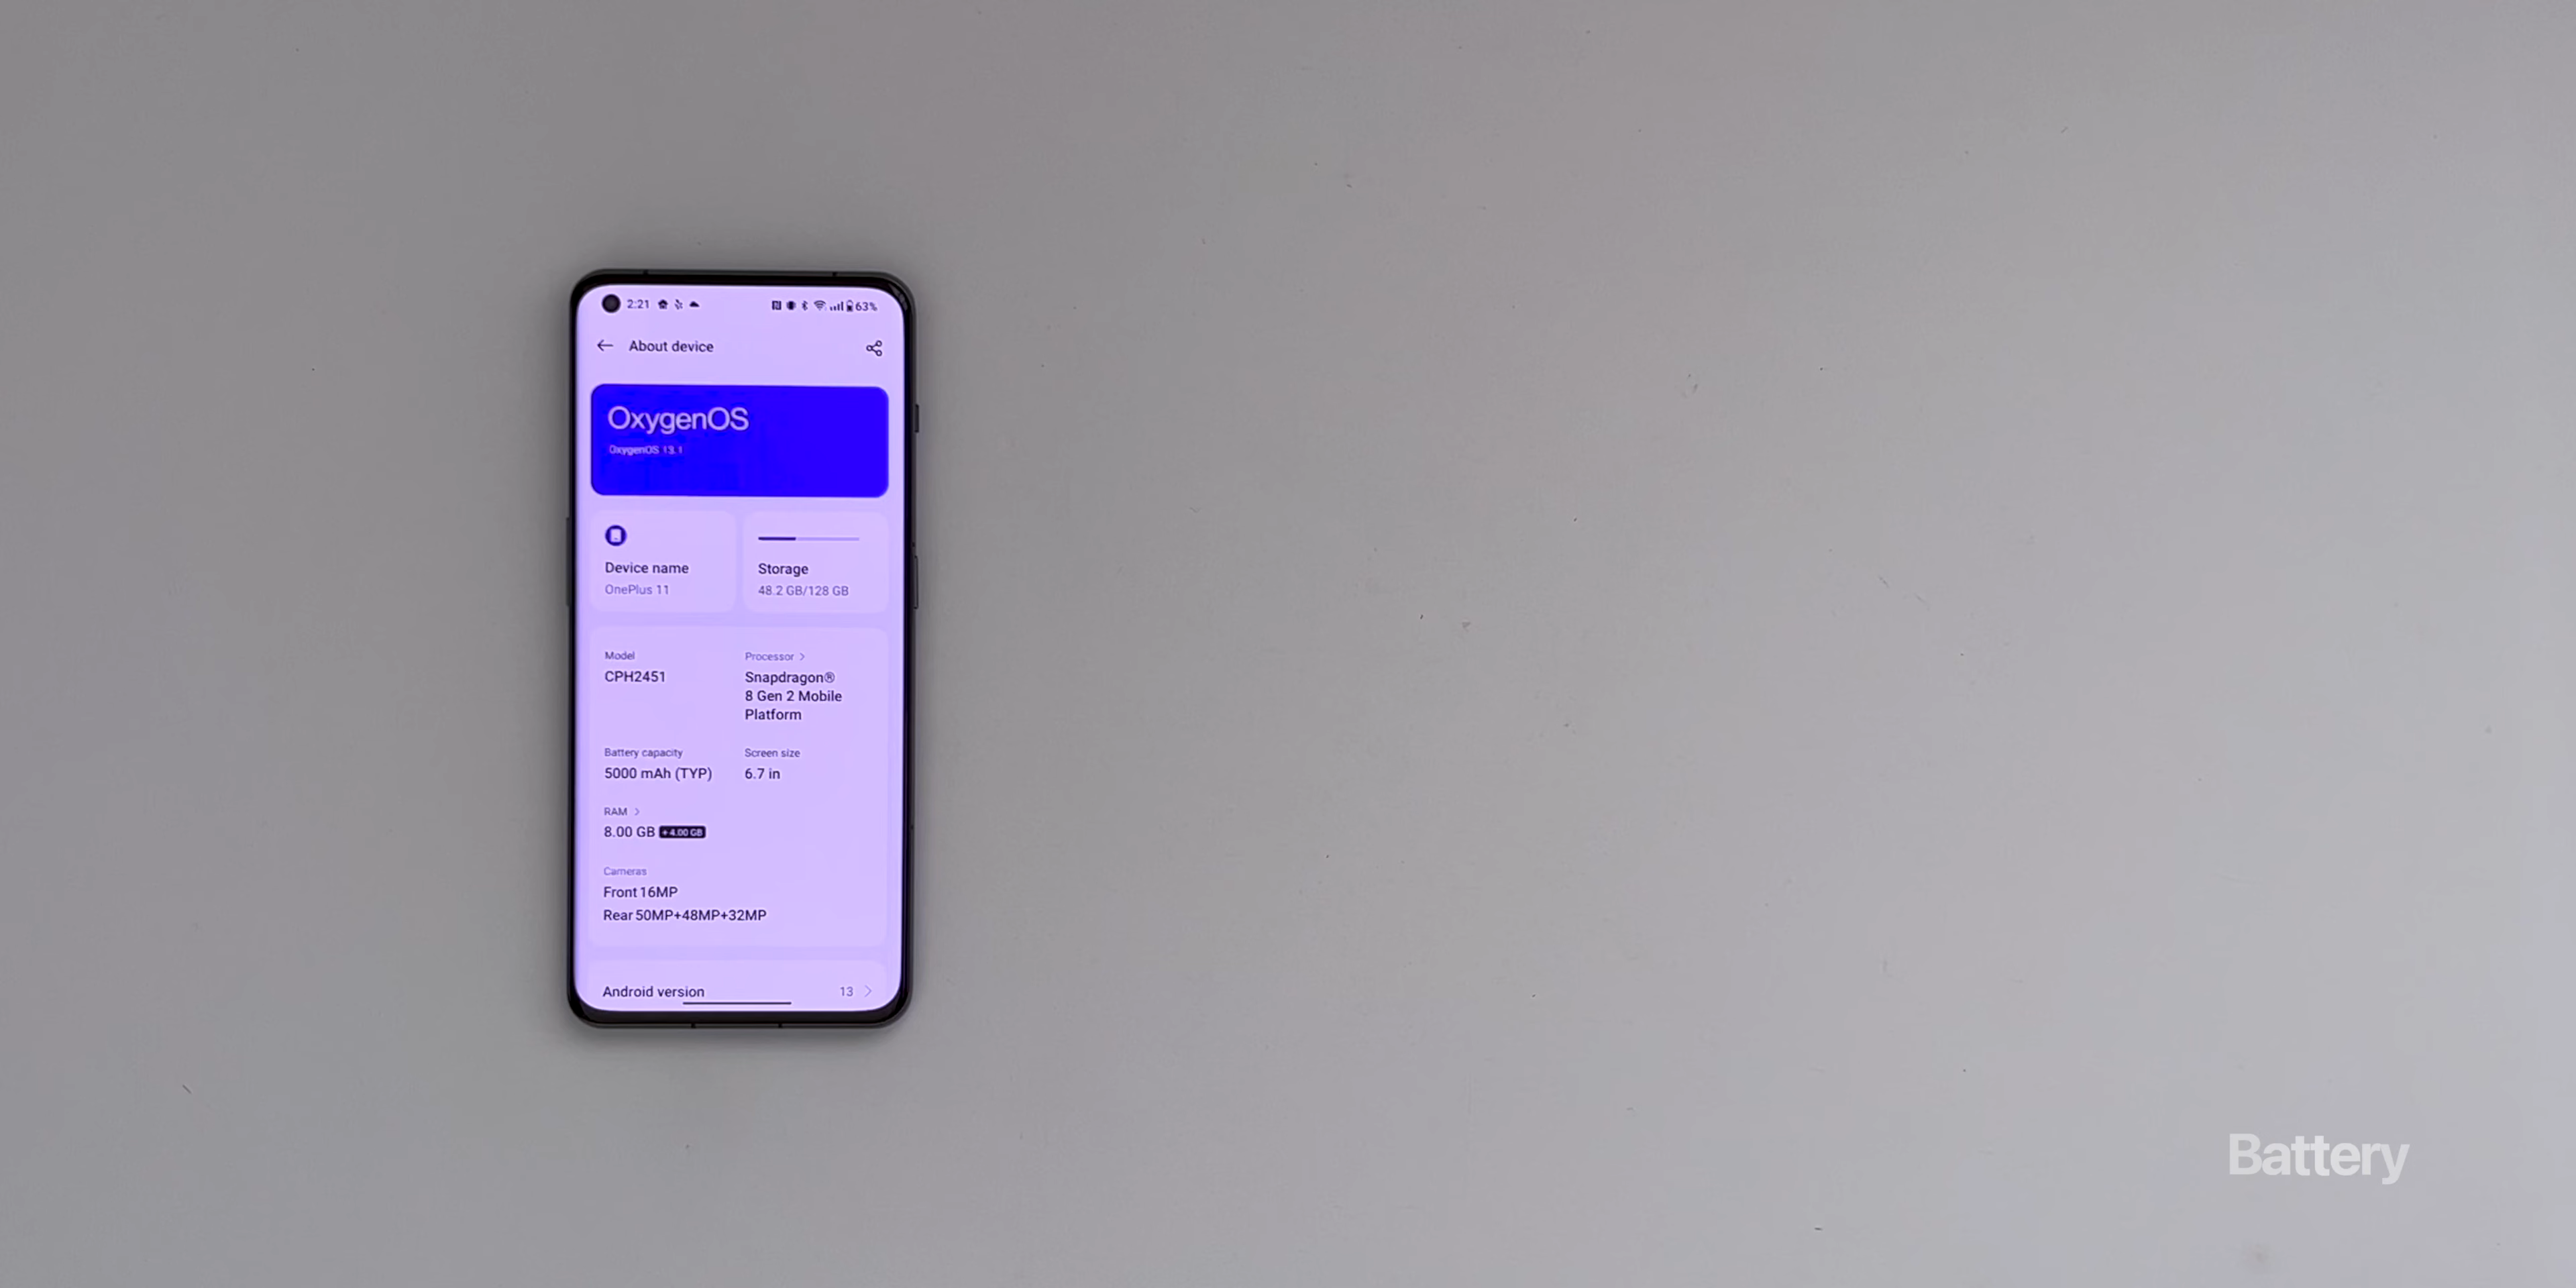 2:21
63%
About device
OxygenOS
OxygenOS 13.1
Device name
OnePlus 11
Storage
48.2 GB/128 GB
Model
CPH2451
Processor >
Snapdragon®
8 Gen 2 Mobile
Platform
Battery capacity
5000 mAh (TYP)
Screen size
6.7 in
RAM >
8.00 GB + 4.00 GB
Cameras
Front 16MP
Rear 50MP+48MP+32MP
Android version 13 >
Battery